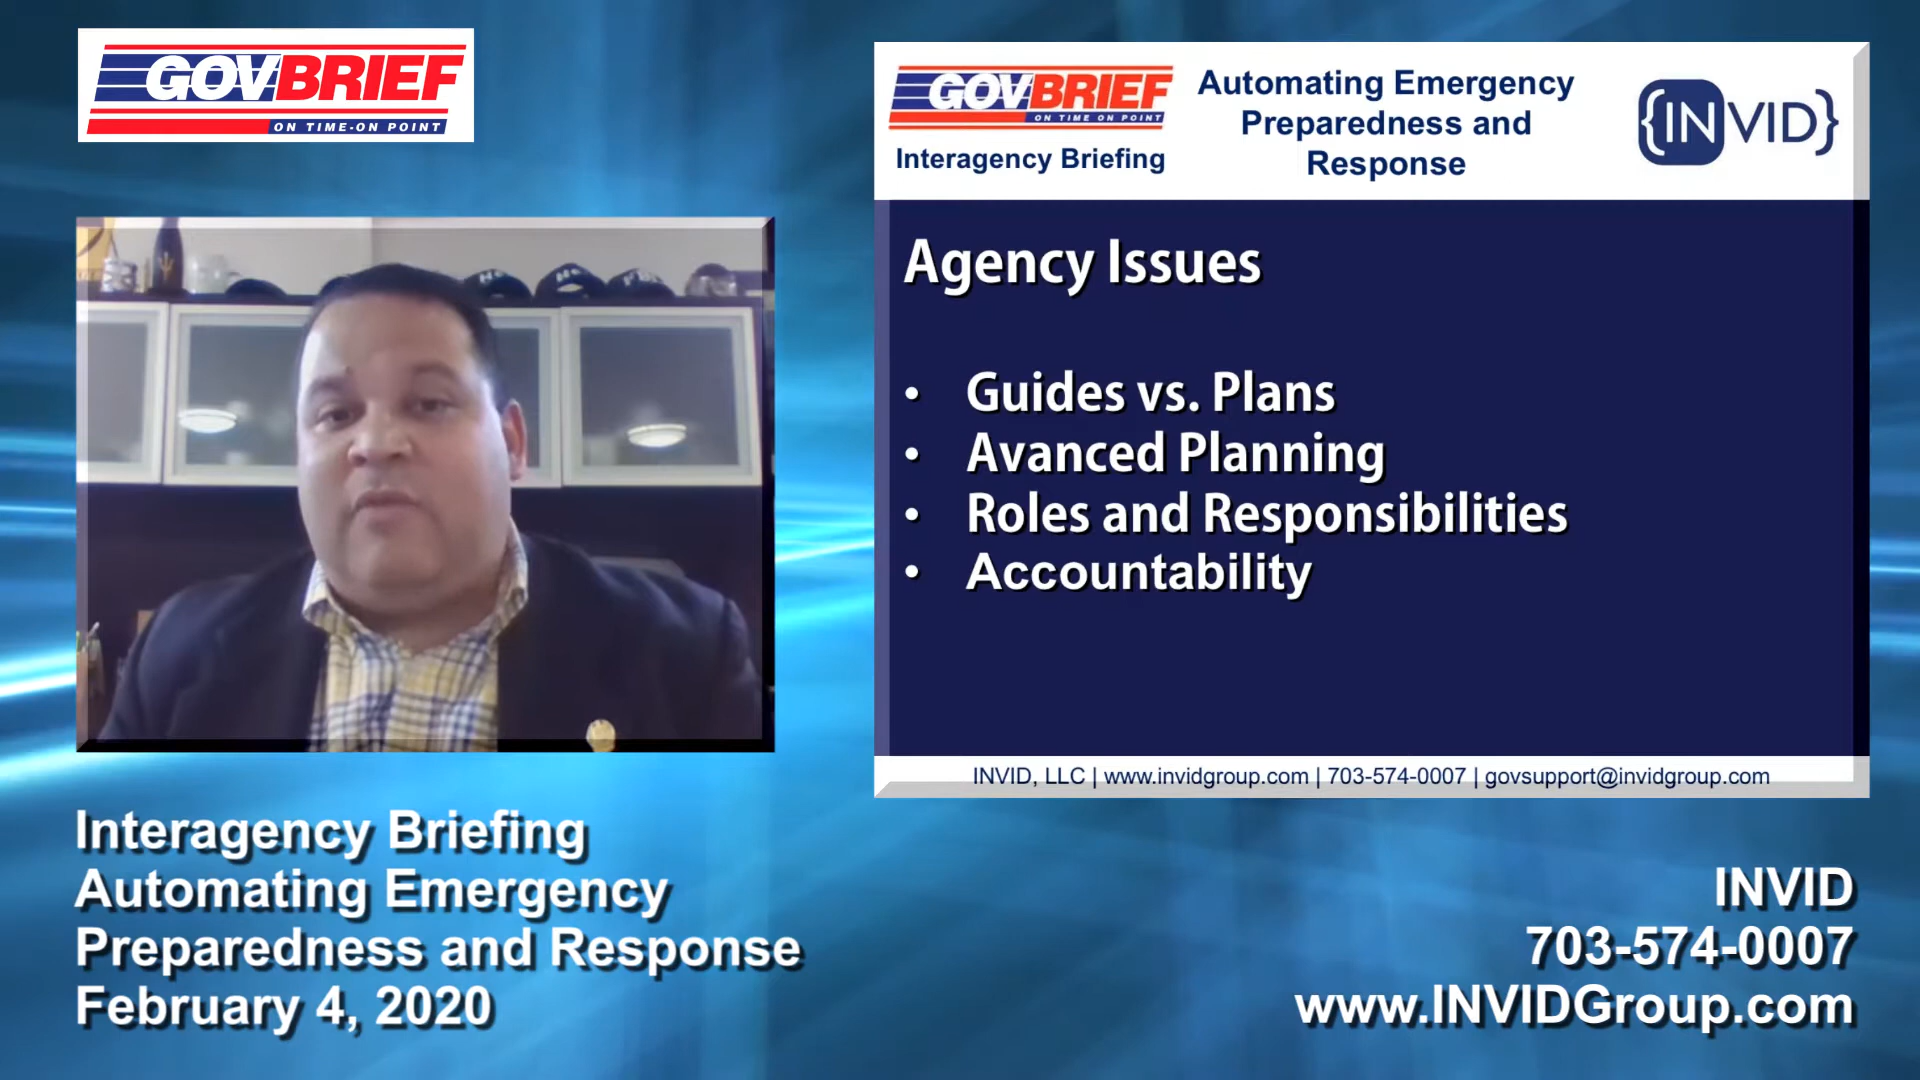 GOVBRIEF
ON TIME-ON POINT
GOVBRIEF
ON TIME ON POINT
Interagency Briefing
Automating Emergency
Preparedness and
Response
{INVID}
Agency Issues
• Guides vs. Plans
• Avanced Planning
• Roles and Responsibilities
• Accountability
INVID, LLC | www.invidgroup.com | 703-574-0007 | govsupport@invidgroup.com
Interagency Briefing
Automating Emergency
Preparedness and Response
February 4, 2020
INVID
703-574-0007
www.INVIDGroup.com